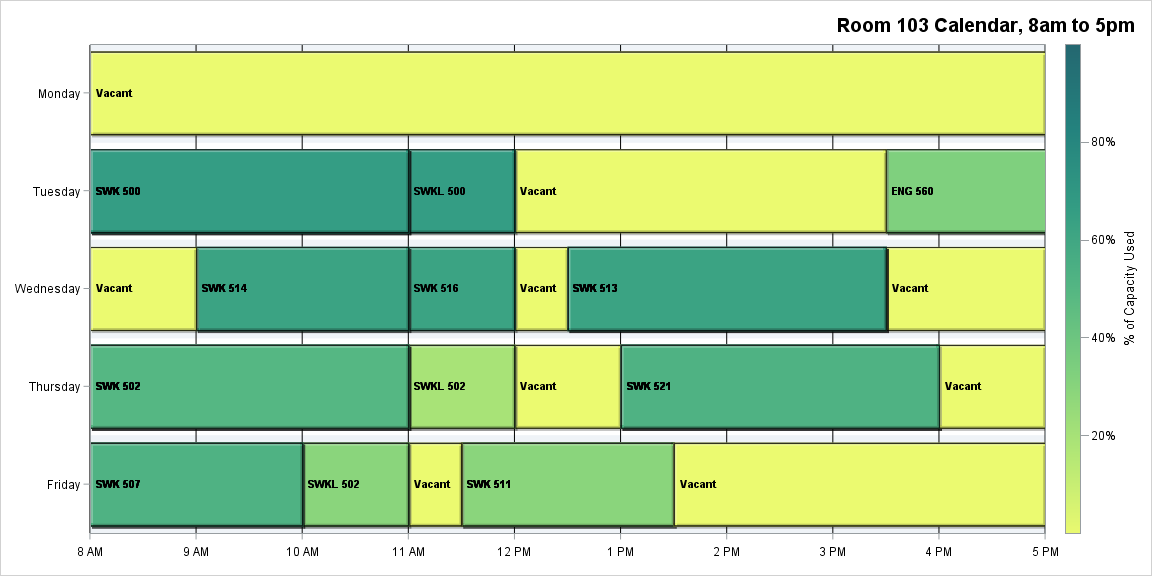 Room 103 Calendar, 8am to 5pm
Monday
Vacant
Tuesday
SWK 500
SWKL 500
Vacant
ENG 560
Wednesday
Vacant
SWK 514
SWK 516
Vacant
SWK 513
Vacant
Thursday
SWK 502
SWKL 502
Vacant
SWK 521
Vacant
Friday
SWK 507
SWKL 502
Vacant
SWK 511
Vacant
8 AM
9 AM
10 AM
11 AM
12 PM
1 PM
2 PM
3 PM
4 PM
5 PM
80%
60%
40%
20%
% of Capacity Used